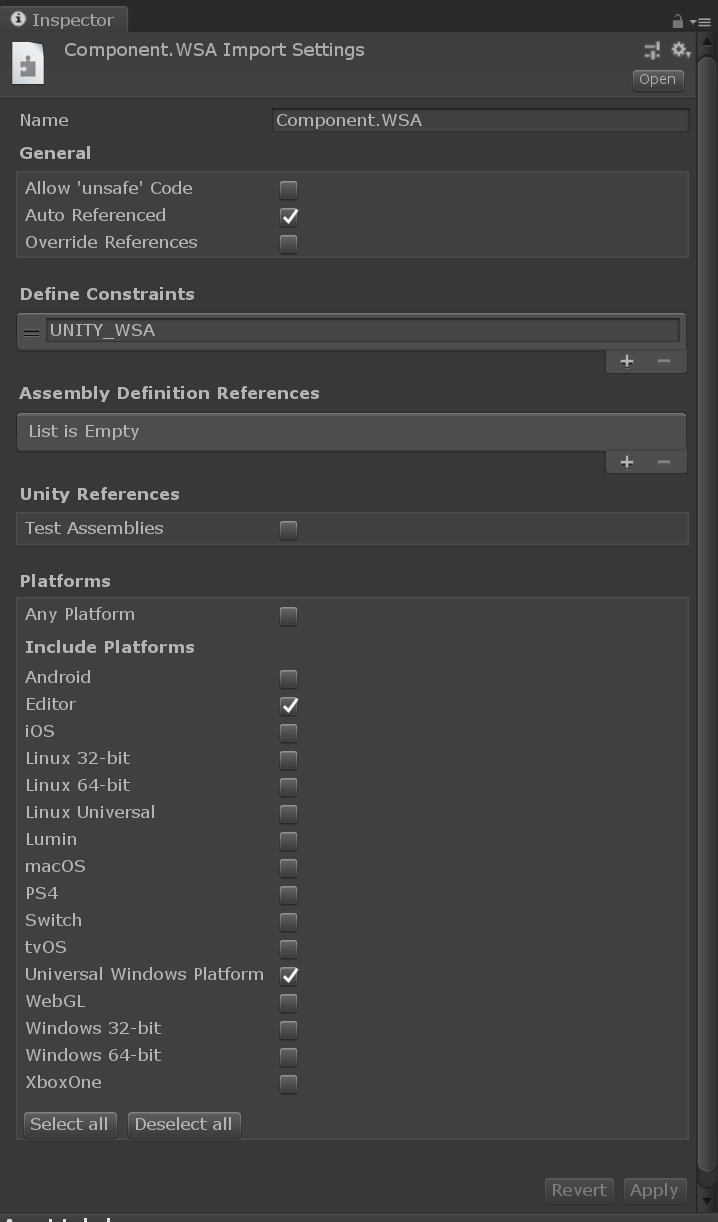 Inspector
Component.WSA Import Settings
Open
Name Component.WSA
General
Allow 'unsafe' Code
Auto Referenced
Override References
Define Constraints
UNITY_WSA
Assembly Definition References
List is Empty
Unity References
Test Assemblies
Platforms
Any Platform
Include Platforms
Android
Editor
iOS
Linux 32-bit
Linux 64-bit
Linux Universal
Lumin
macOS
PS4
Switch
tvOS
Universal Windows Platform
WebGL
Windows 32-bit
Windows 64-bit
XboxOne
Select all Deselect all
Revert Apply